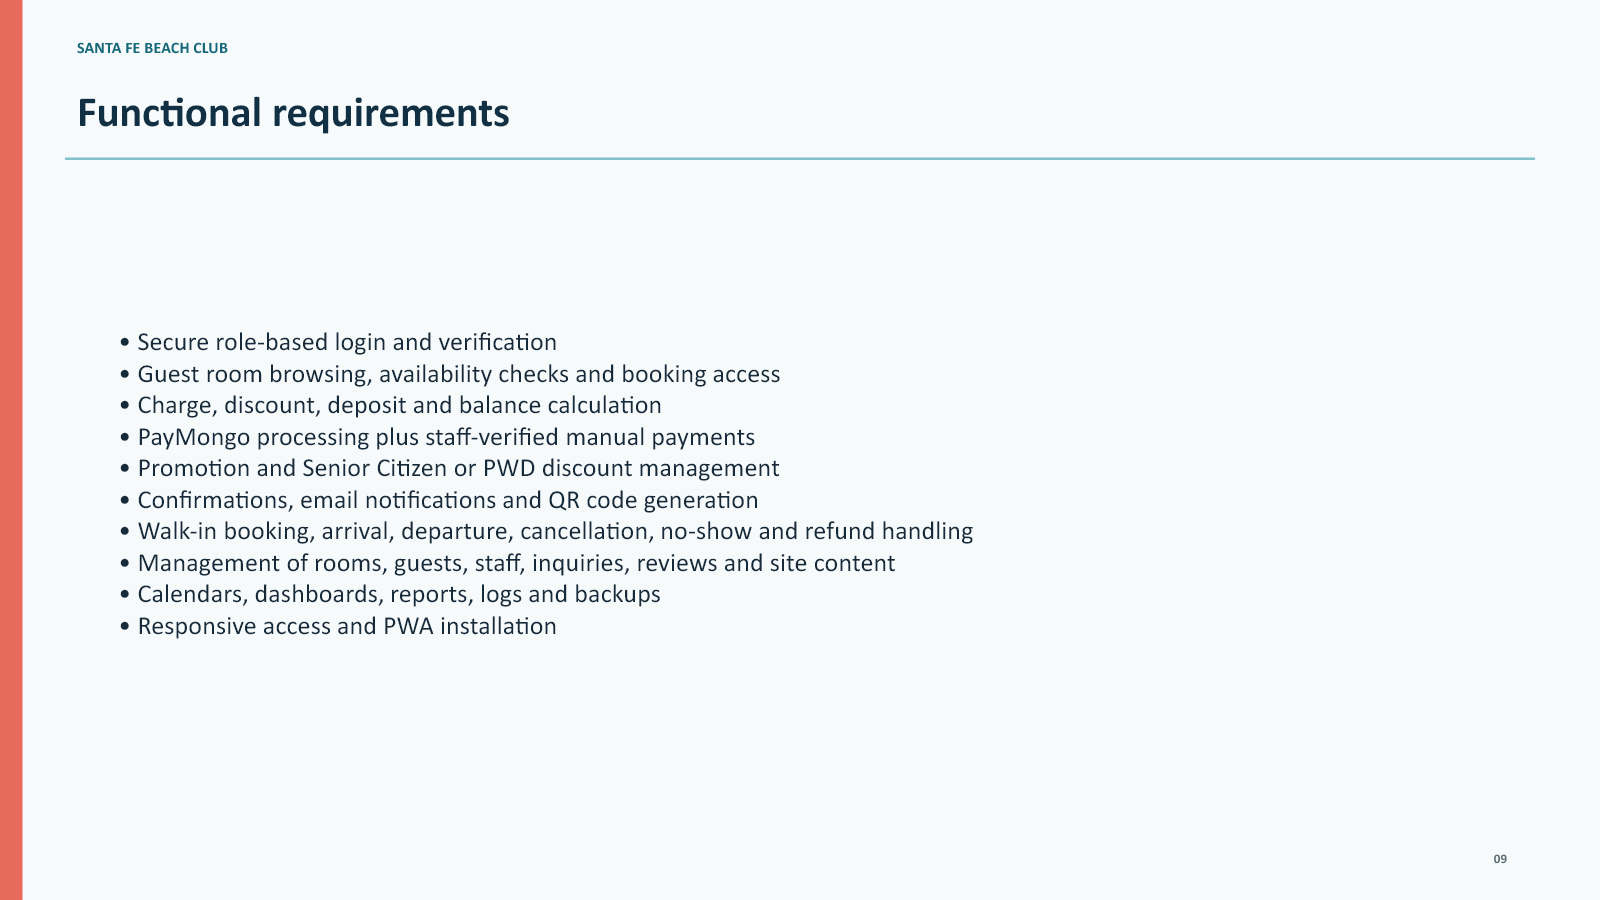 SANTA FE BEACH CLUB
Functional requirements
• Secure role-based login and verification
• Guest room browsing, availability checks and booking access
• Charge, discount, deposit and balance calculation
• PayMongo processing plus staff-verified manual payments
• Promotion and Senior Citizen or PWD discount management
• Confirmations, email notifications and QR code generation
• Walk-in booking, arrival, departure, cancellation, no-show and refund handling
• Management of rooms, guests, staff, inquiries, reviews and site content
• Calendars, dashboards, reports, logs and backups
• Responsive access and PWA installation
09